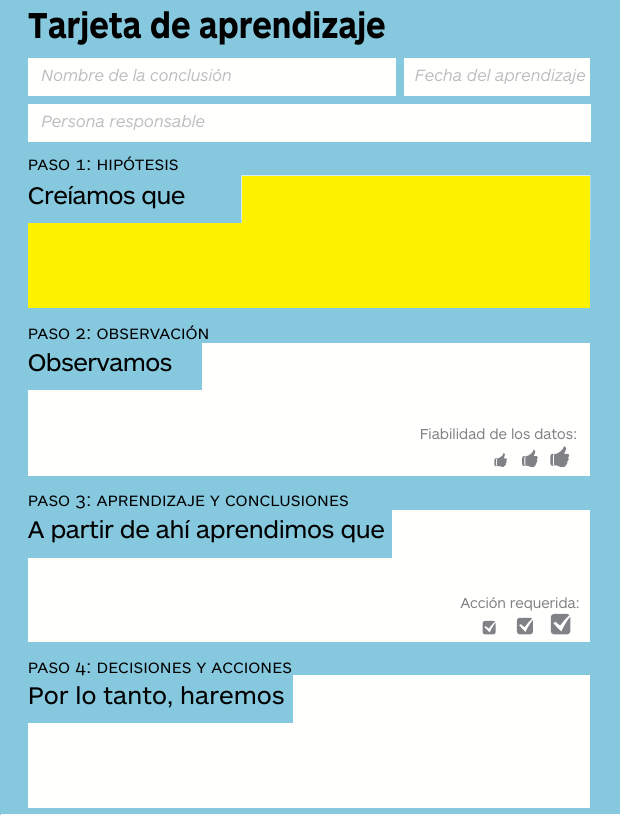 Tarjeta de aprendizaje
Nombre de la conclusión
Fecha del aprendizaje
Persona responsable
PASO 1: HIPÓTESIS
Creíamos que
PASO 2: OBSERVACIÓN
Observamos
Fiabilidad de los datos:
PASO 3: APRENDIZAJE Y CONCLUSIONES
A partir de ahí aprendimos que
Acción requerida:
PASO 4: DECISIONES Y ACCIONES
Por lo tanto, haremos